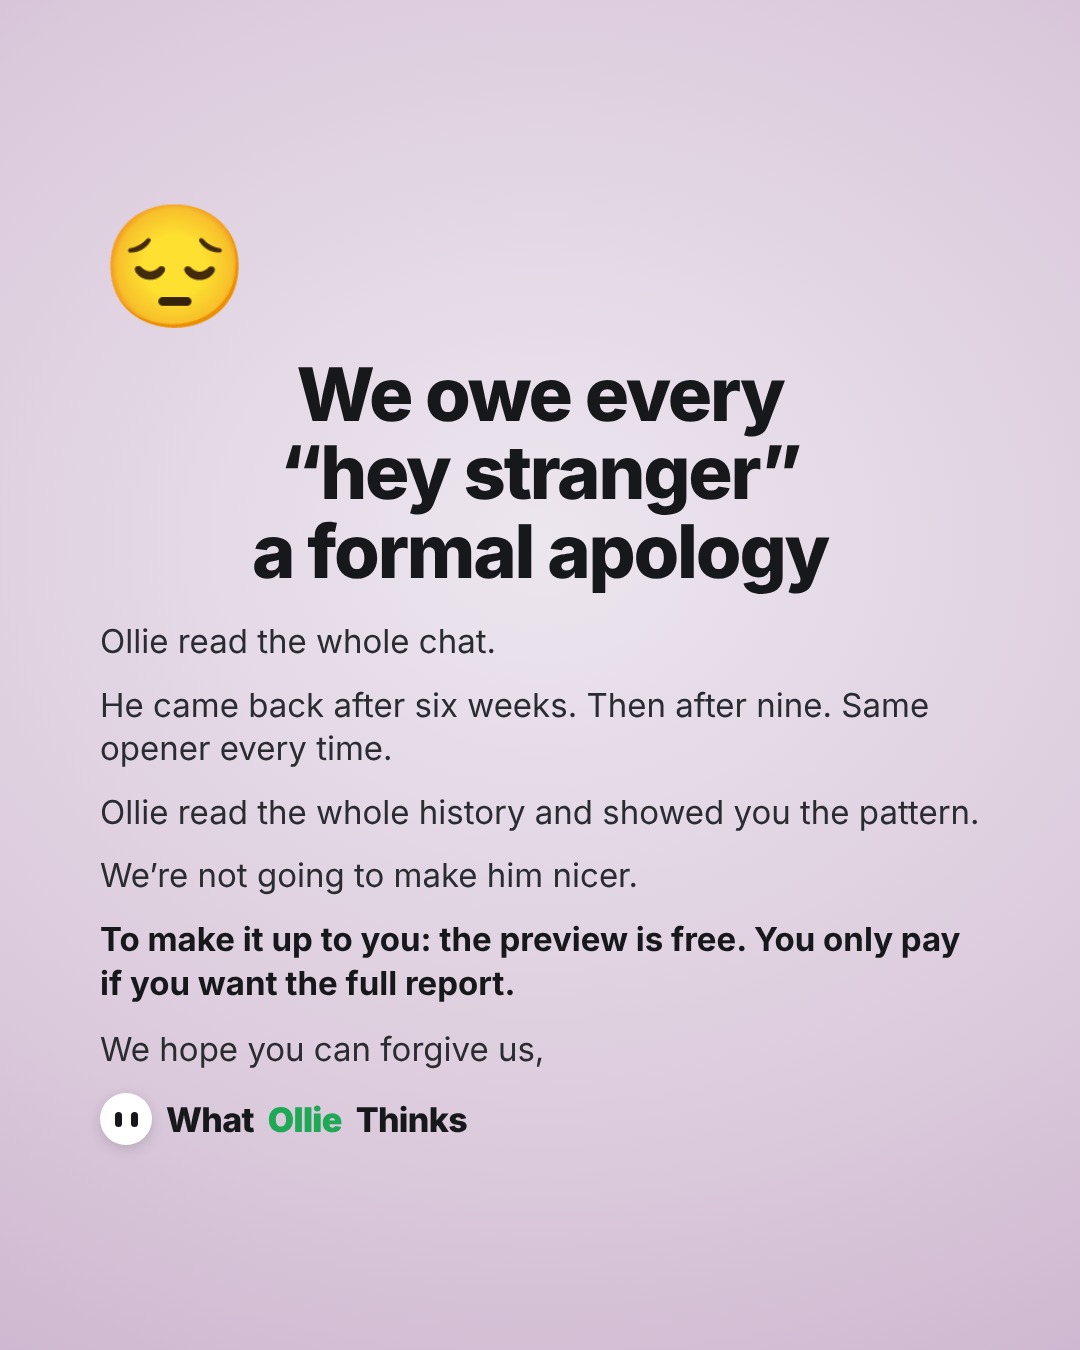 We owe every
“hey stranger”
a formal apology
Ollie read the whole chat.
He came back after six weeks. Then after nine. Same
opener every time.
Ollie read the whole history and showed you the pattern.
We’re not going to make him nicer.
To make it up to you: the preview is free. You only pay
if you want the full report.
We hope you can forgive us,
What Ollie Thinks